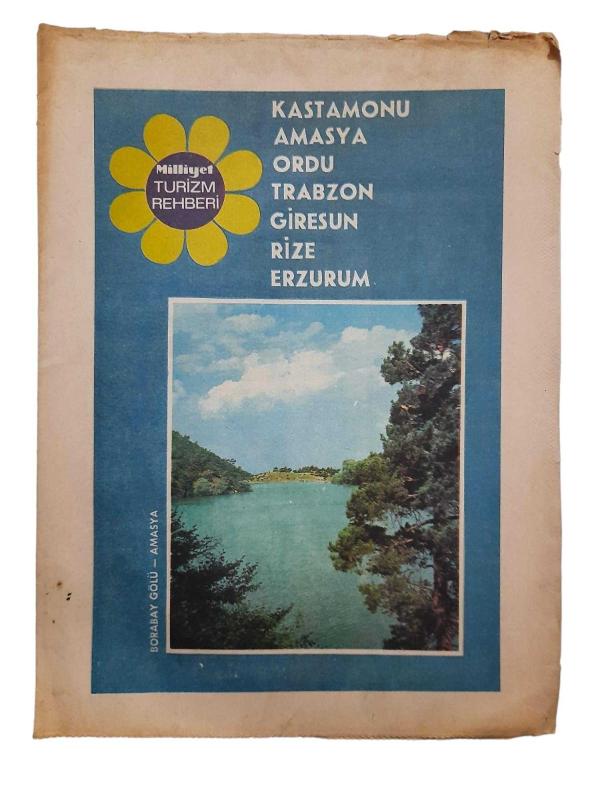 Milliyet
TURİZM
REHBERİ
KASTAMONU
AMASYA
ORDU
TRABZON
GİRESUN
RİZE
ERZURUM
BORABAY GÖLÜ — AMASYA